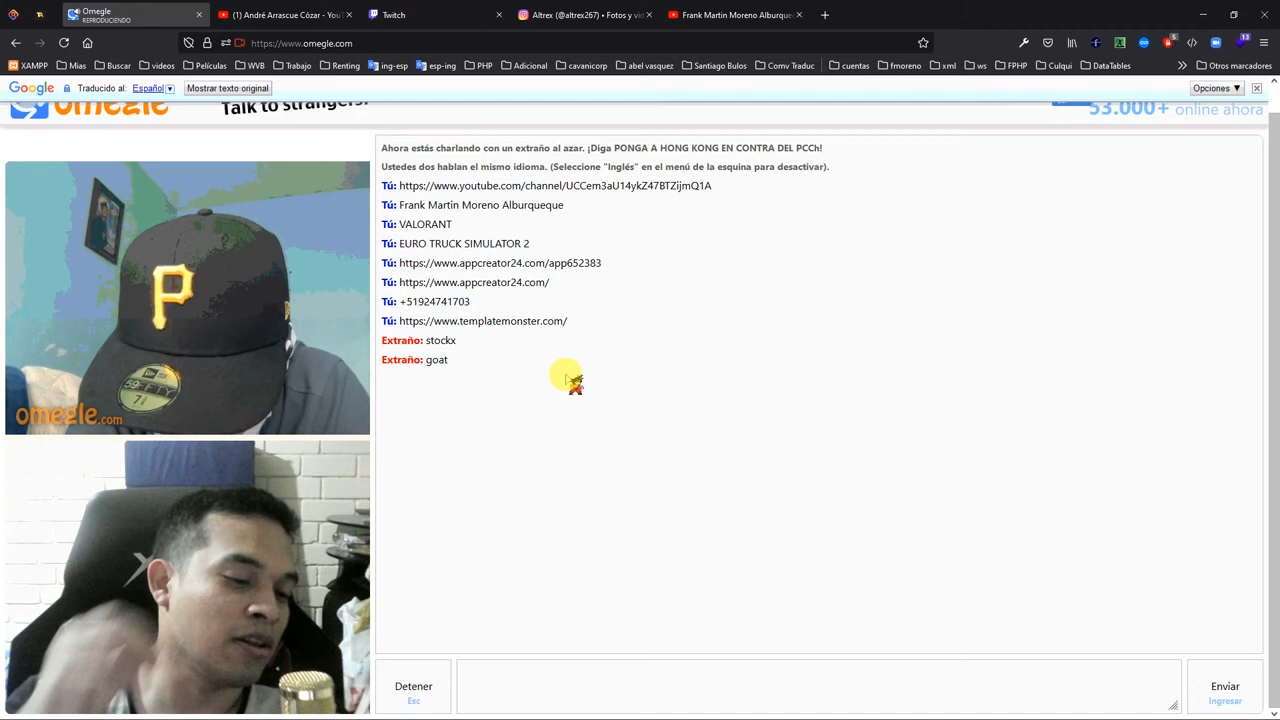 Omegle
REPRODUCIENDO
(1) André Arrascue Cózar - YouT
Twitch
Altrex (@altrex267) • Fotos y vid
Frank Martin Moreno Alburque
https://www.omegle.com
5
13
XAMPP Mias Buscar videos Películas WVB Trabajo Renting ing-esp esp-ing PHP Adicional cavanicorp abel vasquez Santiago Bulos Comv Traduc cuentas fmoreno xml ws FPHP Culqui DataTables Otros marcadores
Google Traducido al: Español Mostrar texto original Opciones ▼
omegle Talk to strangers! 53.000+ online ahora
Ahora estás charlando con un extraño al azar. ¡Diga PONGA A HONG KONG EN CONTRA DEL PCCh!
Ustedes dos hablan el mismo idioma. (Seleccione "Inglés" en el menú de la esquina para desactivar).
Tú: https://www.youtube.com/channel/UCCem3aU14ykZ47BTZijmQ1A
Tú: Frank Martin Moreno Alburqueque
Tú: VALORANT
Tú: EURO TRUCK SIMULATOR 2
Tú: https://www.appcreator24.com/app652383
Tú: https://www.appcreator24.com/
Tú: +51924741703
Tú: https://www.templatemonster.com/
Extraño: stockx
Extraño: goat
P
NEW ERA
59FIFTY
omegle.com
Detener
Esc
Enviar
Ingresar